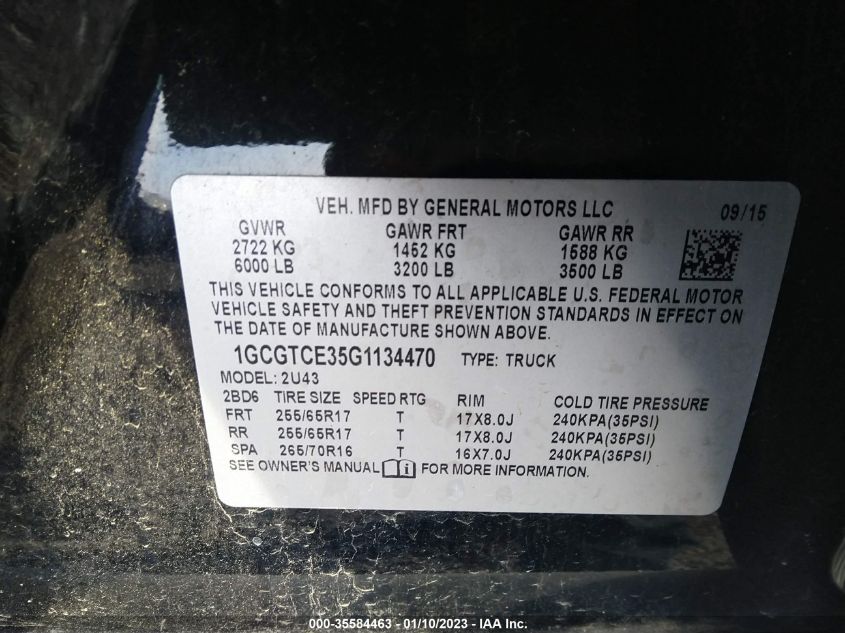 VEH. MFD BY GENERAL MOTORS LLC 09/15
GVWR GAWR FRT GAWR RR
2722 KG 1452 KG 1588 KG
6000 LB 3200 LB 3500 LB
THIS VEHICLE CONFORMS TO ALL APPLICABLE U.S. FEDERAL MOTOR
VEHICLE SAFETY AND THEFT PREVENTION STANDARDS IN EFFECT ON
THE DATE OF MANUFACTURE SHOWN ABOVE.
1GCGTCE35G1134470 TYPE: TRUCK
MODEL: 2U43
2BD6 TIRE SIZE SPEED RTG RIM COLD TIRE PRESSURE
FRT 255/65R17 T 17X8.0J 240KPA(35PSI)
RR 255/65R17 T 17X8.0J 240KPA(35PSI)
SPA 265/70R16 T 16X7.0J 240KPA(35PSI)
SEE OWNER'S MANUAL i FOR MORE INFORMATION.
000-35584463 - 01/10/2023 - IAA Inc.